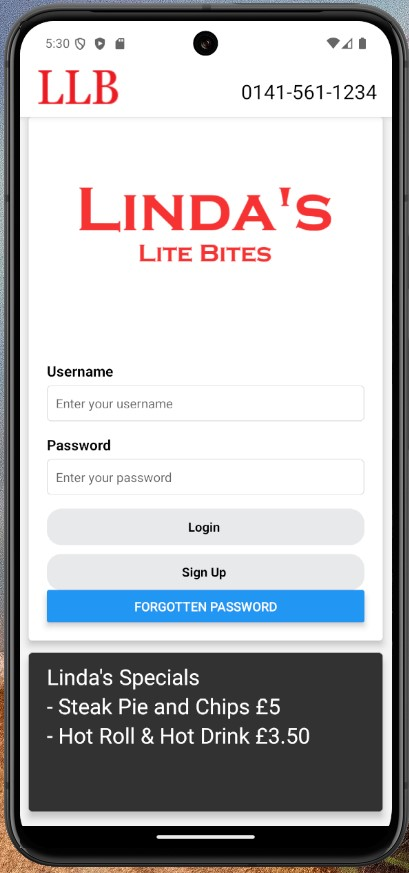 5:30
LLB
0141-561-1234
LINDA'S
LITE BITES
Username
Enter your username
Password
Enter your password
Login
Sign Up
FORGOTTEN PASSWORD
Linda's Specials
- Steak Pie and Chips £5
- Hot Roll & Hot Drink £3.50